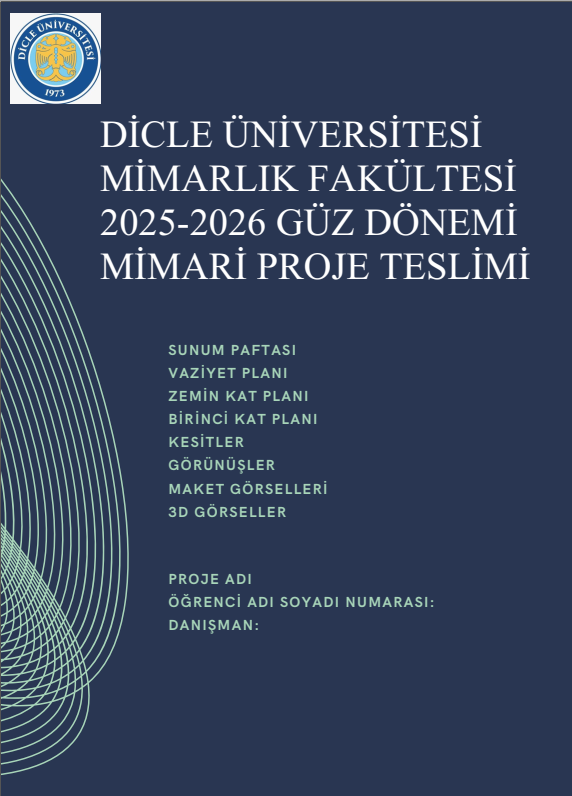 DİCLE ÜNİVERSİTESİ
1973
DİCLE ÜNİVERSİTESİ
MİMARLIK FAKÜLTESİ
2025-2026 GÜZ DÖNEMİ
MİMARİ PROJE TESLİMİ
SUNUM PAFTASI
VAZİYET PLANI
ZEMİN KAT PLANI
BİRİNCİ KAT PLANI
KESİTLER
GÖRÜNÜŞLER
MAKET GÖRSELLERİ
3D GÖRSELLER
PROJE ADI
ÖĞRENCİ ADI SOYADI NUMARASI:
DANIŞMAN: